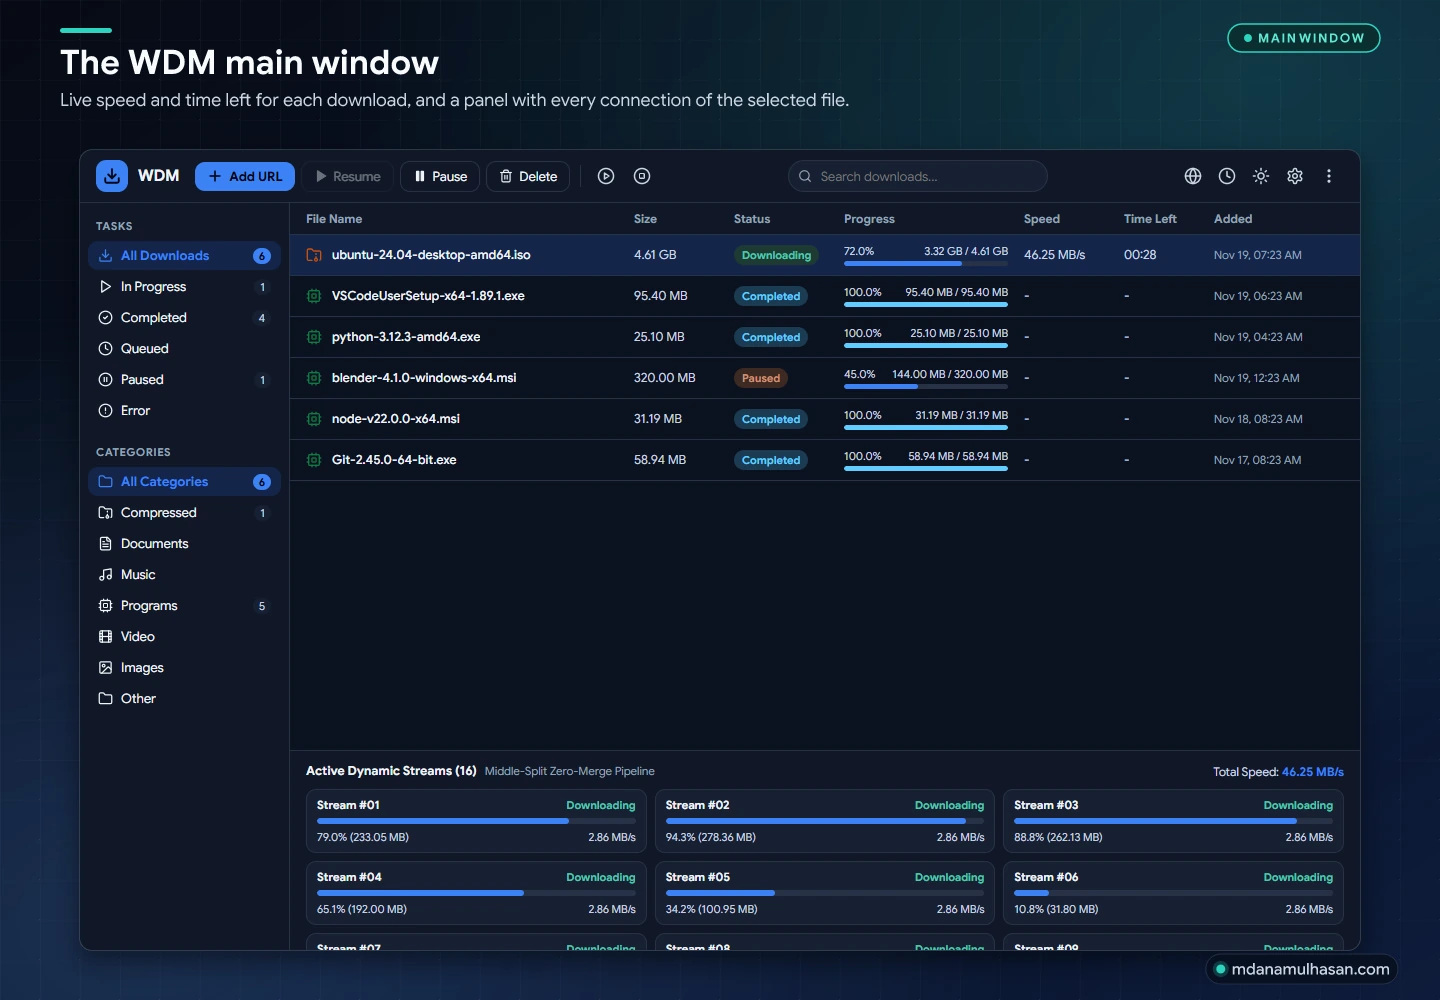 The WDM main window
MAIN WINDOW
Live speed and time left for each download, and a panel with every connection of the selected file.
WDM
Add URL
Resume
Pause
Delete
Search downloads...
TASKS
All Downloads 6
In Progress 1
Completed 4
Queued
Paused 1
Error
CATEGORIES
All Categories 6
Compressed 1
Documents
Music
Programs 5
Video
Images
Other
File Name Size Status Progress Speed Time Left Added
ubuntu-24.04-desktop-amd64.iso 4.61 GB Downloading 72.0% 3.32 GB / 4.61 GB 46.25 MB/s 00:28 Nov 19, 07:23 AM
VSCodeUserSetup-x64-1.89.1.exe 95.40 MB Completed 100.0% 95.40 MB / 95.40 MB - - Nov 19, 06:23 AM
python-3.12.3-amd64.exe 25.10 MB Completed 100.0% 25.10 MB / 25.10 MB - - Nov 19, 04:23 AM
blender-4.1.0-windows-x64.msi 320.00 MB Paused 45.0% 144.00 MB / 320.00 MB - - Nov 19, 12:23 AM
node-v22.0.0-x64.msi 31.19 MB Completed 100.0% 31.19 MB / 31.19 MB - - Nov 18, 08:23 AM
Git-2.45.0-64-bit.exe 58.94 MB Completed 100.0% 58.94 MB / 58.94 MB - - Nov 17, 08:23 AM
Active Dynamic Streams (16) Middle-Split Zero-Merge Pipeline Total Speed: 46.25 MB/s
Stream #01 Downloading
79.0% (233.05 MB) 2.86 MB/s
Stream #02 Downloading
94.3% (278.36 MB) 2.86 MB/s
Stream #03 Downloading
88.8% (262.13 MB) 2.86 MB/s
Stream #04 Downloading
65.1% (192.00 MB) 2.86 MB/s
Stream #05 Downloading
34.2% (100.95 MB) 2.86 MB/s
Stream #06 Downloading
10.8% (31.80 MB) 2.86 MB/s
Stream #07 Downloading
Stream #08 Downloading
Stream #09 Downloading
mdanamulhasan.com